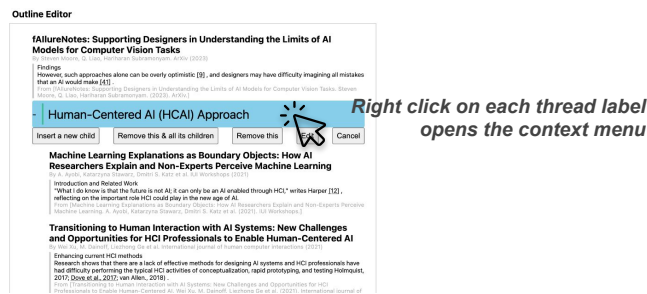 Outline Editor
fAIlureNotes: Supporting Designers in Understanding the Limits of AI
Models for Computer Vision Tasks
By Steven Moore, Q. Liao, Hariharan Subramonyam. ArXiv (2023)
Findings
However, such approaches alone can be overly optimistic [9] , and designers may have difficulty imagining all mistakes
that an AI would make [41] .
From [fAIlureNotes: Supporting Designers in Understanding the Limits of AI Models for Computer Vision Tasks. Steven
Moore, Q. Liao, Hariharan Subramonyam. (2023). ArXiv.]
- Human-Centered AI (HCAI) Approach
Right click on each thread label
opens the context menu
Insert a new child Remove this & all its children Remove this Edit Cancel
Machine Learning Explanations as Boundary Objects: How AI
Researchers Explain and Non-Experts Perceive Machine Learning
By A. Ayobi, Katarzyna Stawarz, Dmitri S. Katz et al. IUI Workshops (2021)
Introduction and Related Work
"What I do know is that the future is not AI; it can only be an AI enabled through HCI," writes Harper [12] ,
reflecting on the important role HCI could play in the new age of AI.
From [Machine Learning Explanations as Boundary Objects: How AI Researchers Explain and Non-Experts Perceive
Machine Learning. A. Ayobi, Katarzyna Stawarz, Dmitri S. Katz et al. (2021). IUI Workshops.]
Transitioning to Human Interaction with AI Systems: New Challenges
and Opportunities for HCI Professionals to Enable Human-Centered AI
By Wei Xu, M. Dainoff, Liezhong Ge et al. International journal of human computer interactions (2021)
Enhancing current HCI methods
Research shows that there are a lack of effective methods for designing AI systems and HCI professionals have
had difficulty performing the typical HCI activities of conceptualization, rapid prototyping, and testing Holmquist,
2017; Dove et al., 2017; van Allen., 2018) .
From [Transitioning to Human Interaction with AI Systems: New Challenges and Opportunities for HCI
Professionals to Enable Human-Centered AI. Wei Xu, M. Dainoff, Liezhong Ge et al. (2021). International journal of